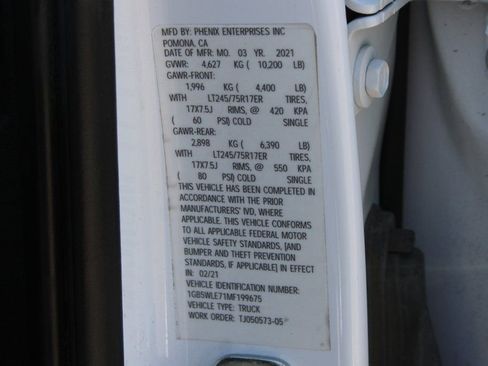 MFD BY: PHENIX ENTERPRISES INC
POMONA, CA
DATE OF MFD: MO. 03 YR. 2021
GVWR: 4,627 KG ( 10,200 LB)
GAWR-FRONT:
1,996 KG ( 4,400 LB)
WITH LT245/75R17ER TIRES,
17X7.5J RIMS, @ 420 KPA
( 60 PSI) COLD SINGLE
GAWR-REAR:
2,898 KG ( 6,390 LB)
WITH LT245/75R17ER TIRES,
17X7.5J RIMS, @ 550 KPA
( 80 PSI) COLD SINGLE
THIS VEHICLE HAS BEEN COMPLETED IN
ACCORDANCE WITH THE PRIOR
MANUFACTURERS' IVD, WHERE
APPLICABLE. THIS VEHICLE CONFORMS
TO ALL APPLICABLE FEDERAL MOTOR
VEHICLE SAFETY STANDARDS, [AND
BUMPER AND THEFT PREVENTION
STANDARDS, IF APPLICABLE] IN EFFECT
IN: 02/21
VEHICLE IDENTIFICATION NUMBER:
1GB5WLE71MF199675
VEHICLE TYPE: TRUCK
WORK ORDER: TJ050573-05